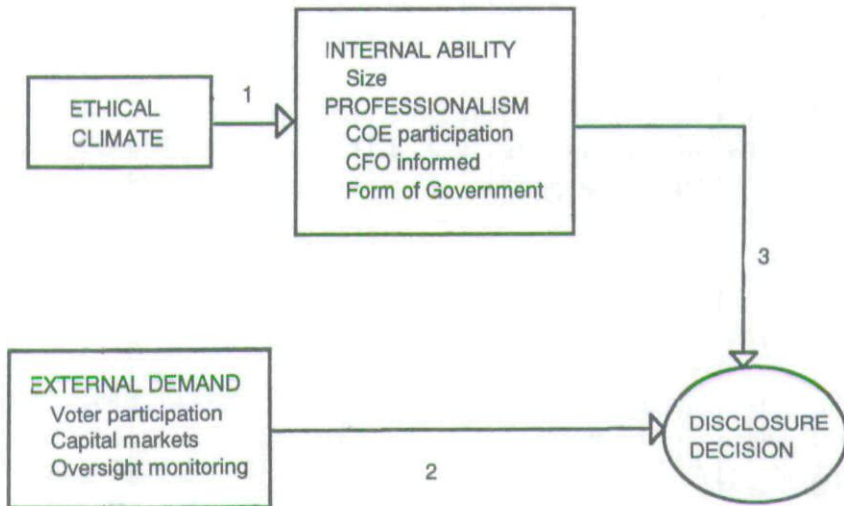 ETHICAL
CLIMATE
1
INTERNAL ABILITY
Size
PROFESSIONALISM
COE participation
CFO informed
Form of Government
3
EXTERNAL DEMAND
Voter participation
Capital markets
Oversight monitoring
2
DISCLOSURE
DECISION